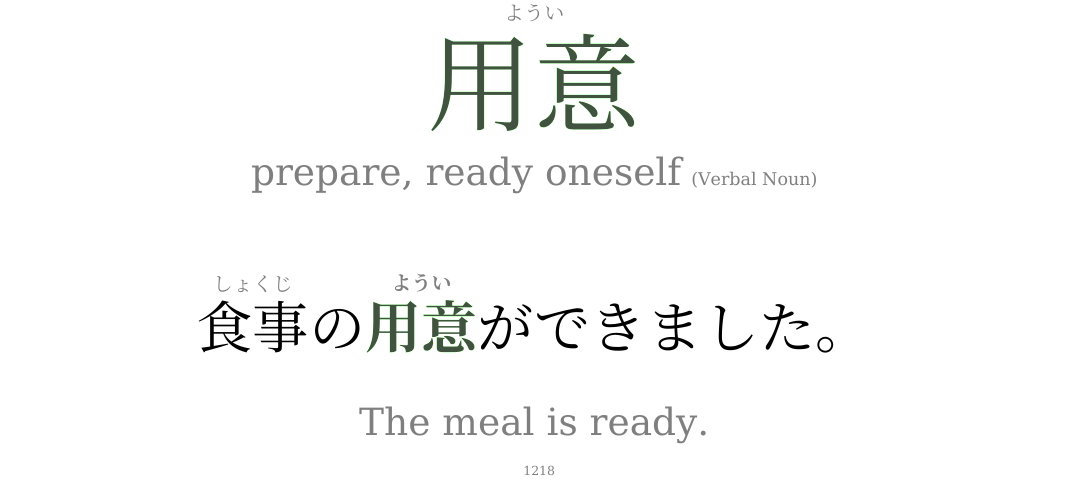 ようい
用意
prepare, ready oneself (Verbal Noun)
しょくじ ようい
食事の用意ができました。
The meal is ready.
1218